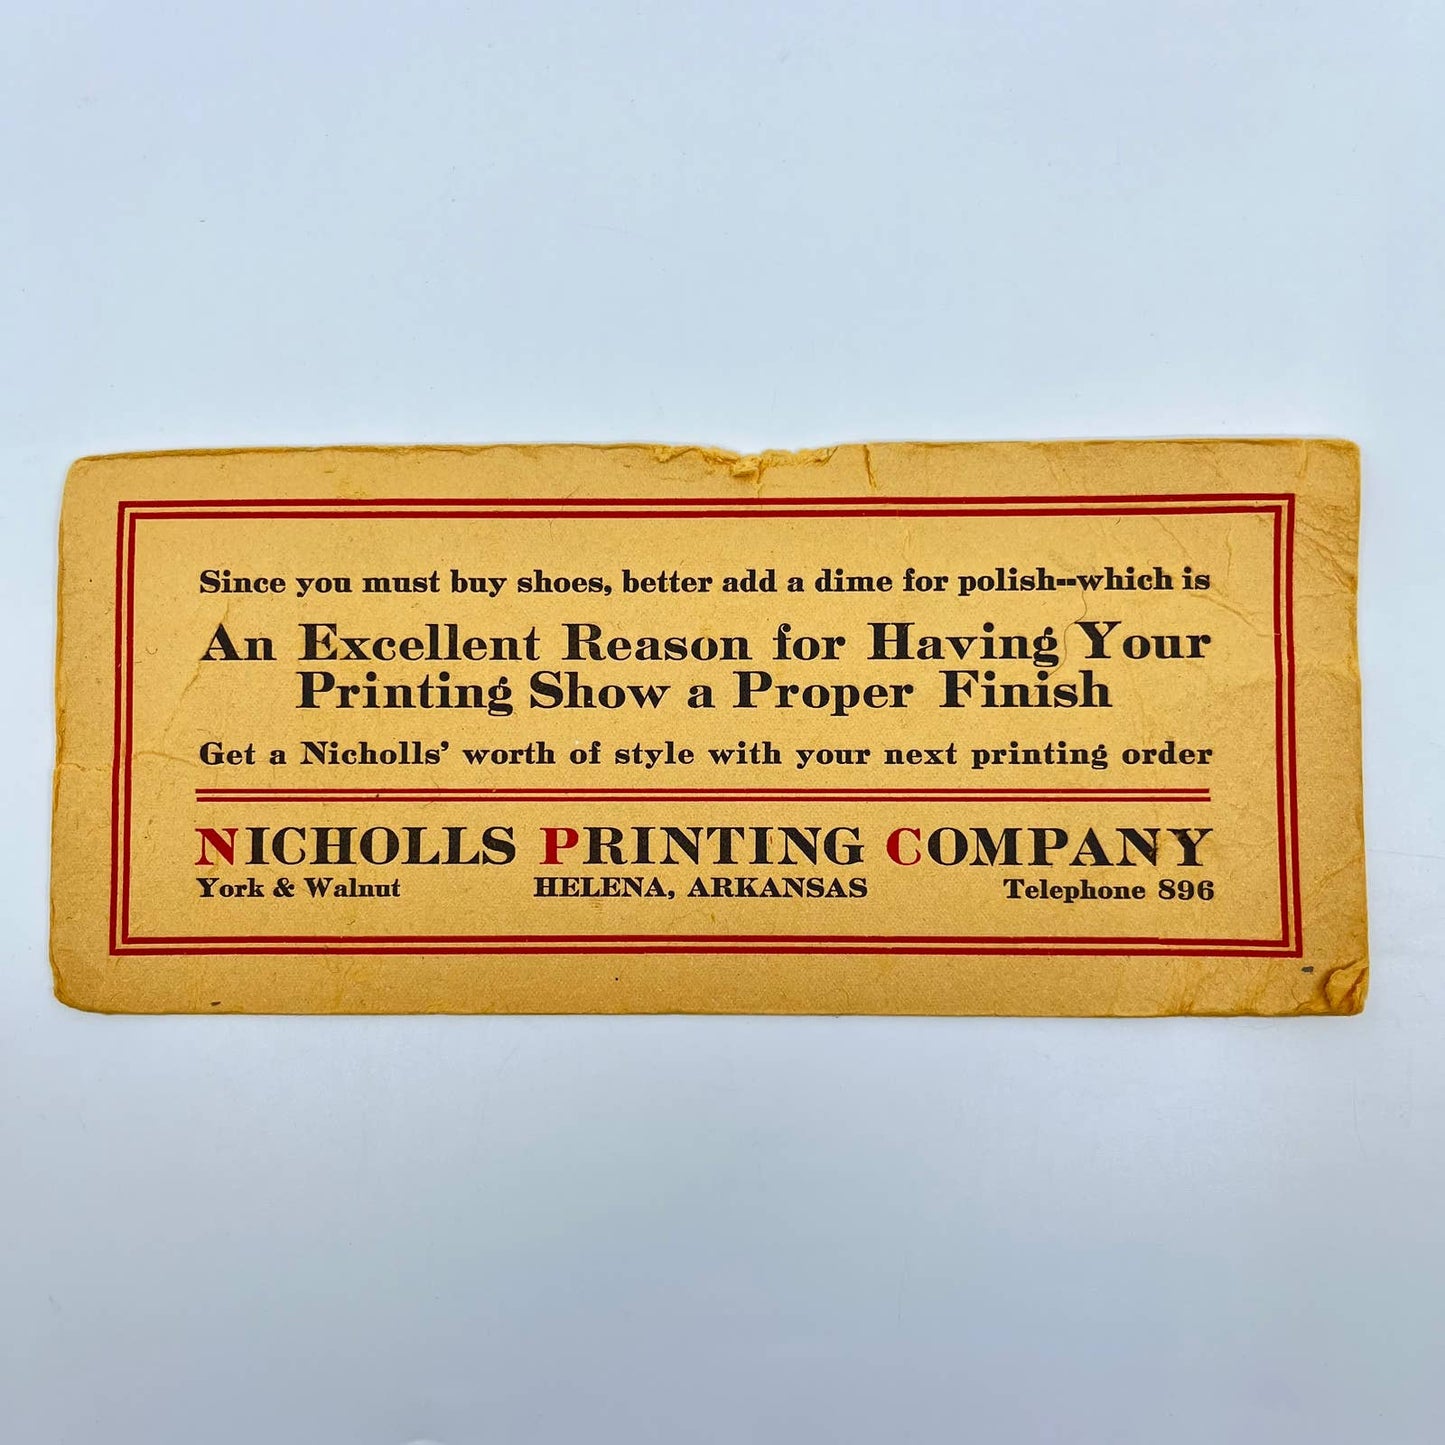 Since you must buy shoes, better add a dime for polish--which is
An Excellent Reason for Having Your
Printing Show a Proper Finish
Get a Nicholls' worth of style with your next printing order
NICHOLLS PRINTING COMPANY
York & Walnut HELENA, ARKANSAS Telephone 896